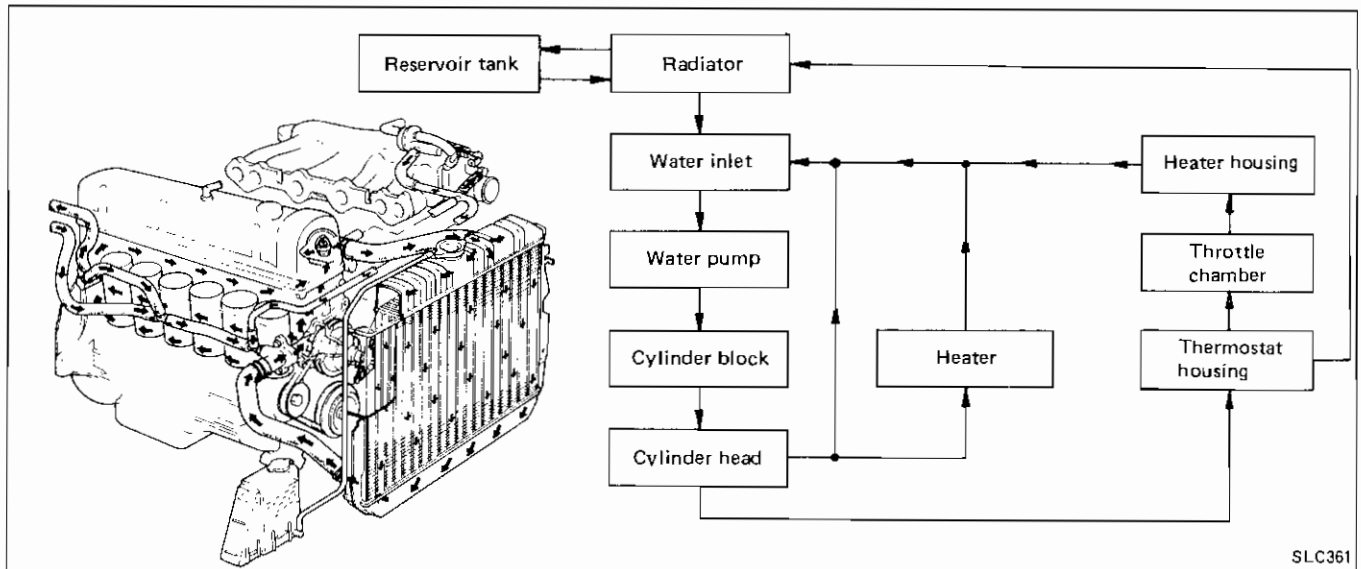 Reservoir tank
Radiator
Water inlet
Heater housing
Water pump
Throttle
chamber
Cylinder block
Heater
Thermostat
housing
Cylinder head
SLC361